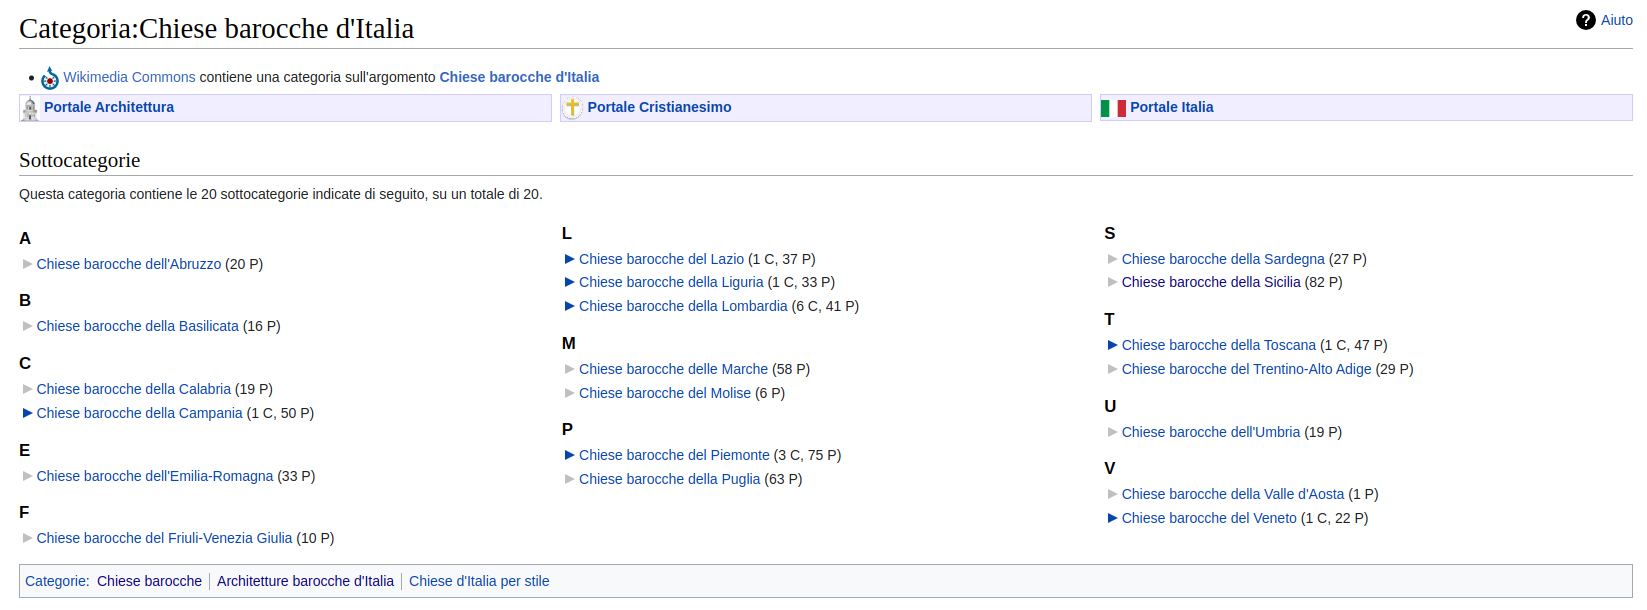 Categoria:Chiese barocche d'Italia
Aiuto
Wikimedia Commons contiene una categoria sull'argomento Chiese barocche d'Italia
Portale Architettura
Portale Cristianesimo
Portale Italia
Sottocategorie
Questa categoria contiene le 20 sottocategorie indicate di seguito, su un totale di 20.
A
Chiese barocche dell'Abruzzo (20 P)
B
Chiese barocche della Basilicata (16 P)
C
Chiese barocche della Calabria (19 P)
Chiese barocche della Campania (1 C, 50 P)
E
Chiese barocche dell'Emilia-Romagna (33 P)
F
Chiese barocche del Friuli-Venezia Giulia (10 P)
L
Chiese barocche del Lazio (1 C, 37 P)
Chiese barocche della Liguria (1 C, 33 P)
Chiese barocche della Lombardia (6 C, 41 P)
M
Chiese barocche delle Marche (58 P)
Chiese barocche del Molise (6 P)
P
Chiese barocche del Piemonte (3 C, 75 P)
Chiese barocche della Puglia (63 P)
S
Chiese barocche della Sardegna (27 P)
Chiese barocche della Sicilia (82 P)
T
Chiese barocche della Toscana (1 C, 47 P)
Chiese barocche del Trentino-Alto Adige (29 P)
U
Chiese barocche dell'Umbria (19 P)
V
Chiese barocche della Valle d'Aosta (1 P)
Chiese barocche del Veneto (1 C, 22 P)
Categorie: Chiese barocche | Architetture barocche d'Italia | Chiese d'Italia per stile